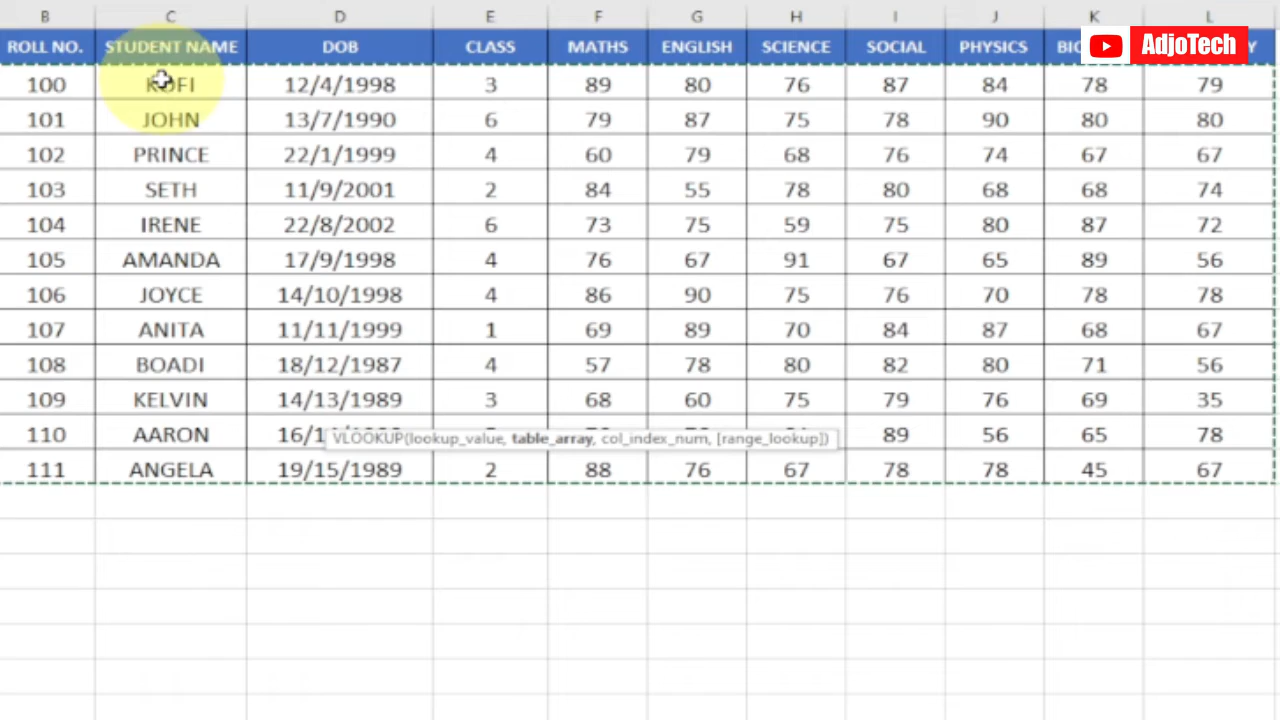 B C D E F G H I J K L
ROLL NO. STUDENT NAME DOB CLASS MATHS ENGLISH SCIENCE SOCIAL PHYSICS
AdjoTech
100 KOFI 12/4/1998 3 89 80 76 87 84 78 79
101 JOHN 13/7/1990 6 79 87 75 78 90 80 80
102 PRINCE 22/1/1999 4 60 79 68 76 74 67 67
103 SETH 11/9/2001 2 84 55 78 80 68 68 74
104 IRENE 22/8/2002 6 73 75 59 75 80 87 72
105 AMANDA 17/9/1998 4 76 67 91 67 65 89 56
106 JOYCE 14/10/1998 4 86 90 75 76 70 78 78
107 ANITA 11/11/1999 1 69 89 70 84 87 68 67
108 BOADI 18/12/1987 4 57 78 80 82 80 71 56
109 KELVIN 14/13/1989 3 68 60 75 79 76 69 35
110 AARON 89 56 65 78
VLOOKUP(lookup_value, table_array, col_index_num, [range_lookup])
111 ANGELA 19/15/1989 2 88 76 67 78 78 45 67